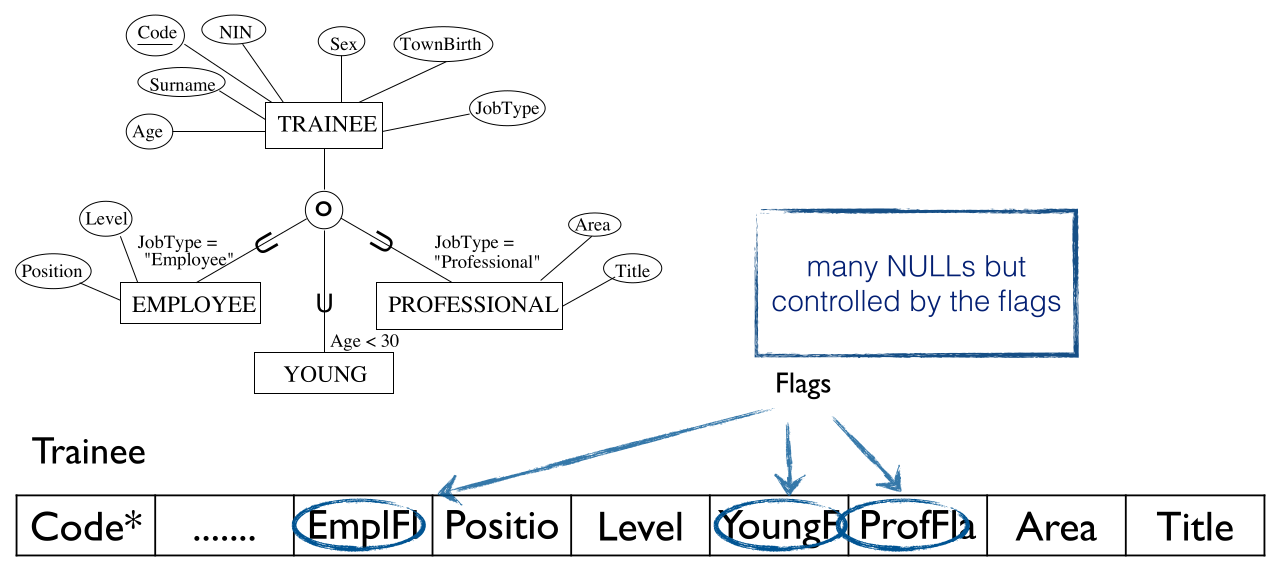 Code
NIN
Sex
TownBirth
Surname
JobType
Age
TRAINEE
O
Level
JobType =
"Employee"
Position
EMPLOYEE
JobType =
"Professional"
Area
Title
PROFESSIONAL
Age < 30
YOUNG
many NULLs but
controlled by the flags
Flags
Trainee
Code* ....... EmplFl Positio Level YoungF ProfFla Area Title